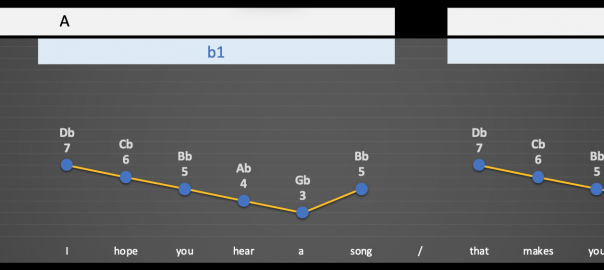 A
b1
Db Cb Bb Ab Gb Bb Db Cb Bb
7 6 5 4 3 5 7 6 5
I hope you hear a song / that makes you